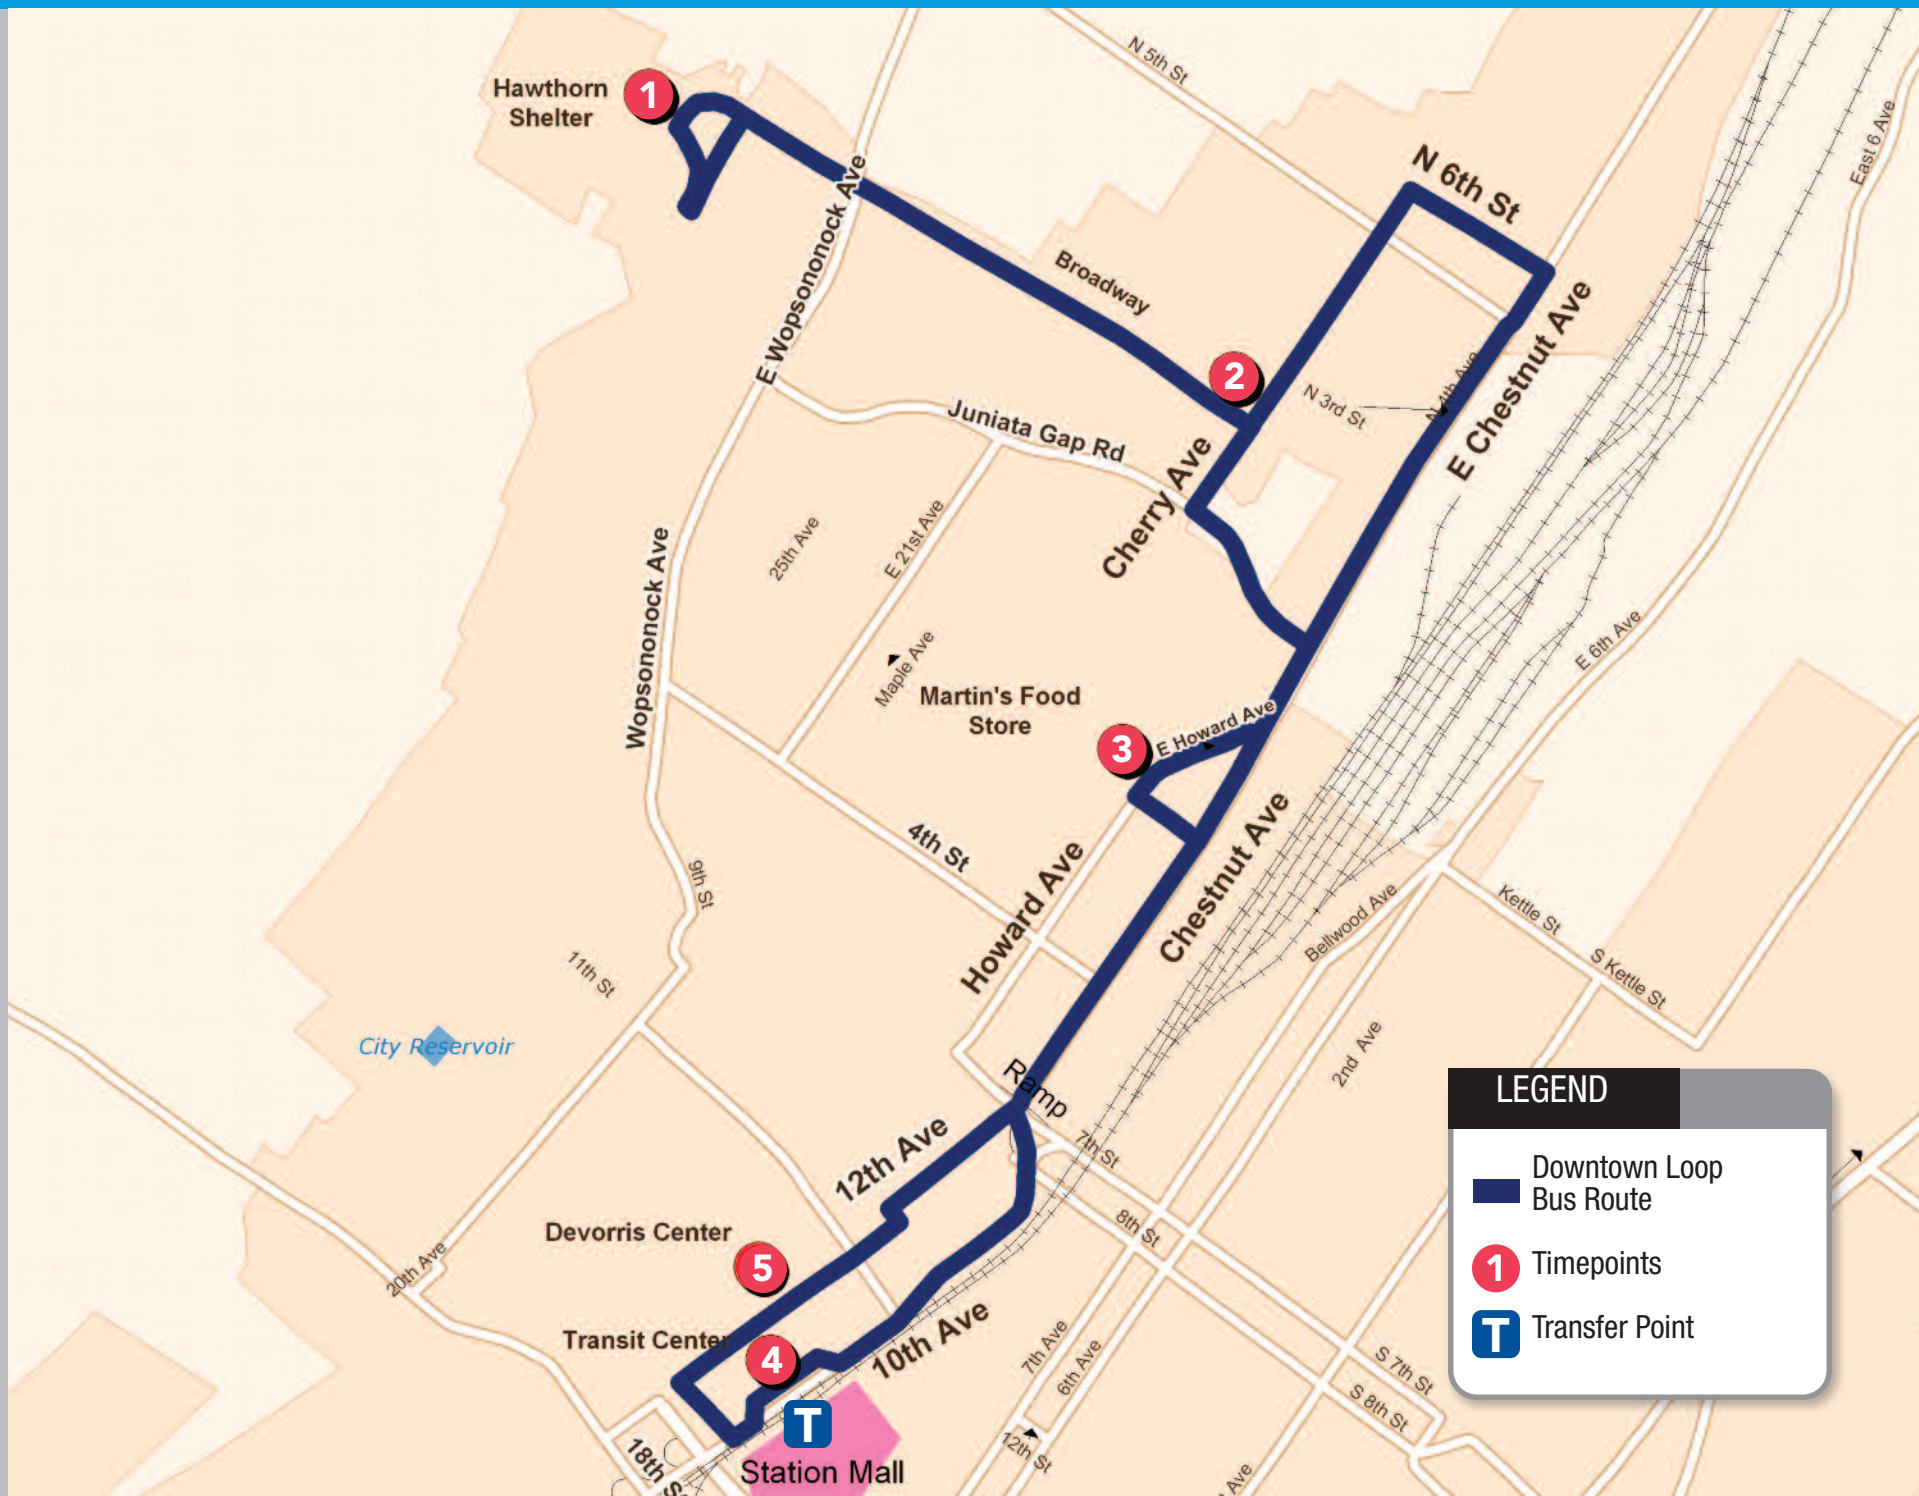 N 5th St
Hawthorn
Shelter
1
East 6 Ave
N 6th St
E Wopsononock Ave
Broadway
E Chestnut Ave
2
N 3rd St
N 4th Ave
Juniata Gap Rd
Cherry Ave
25th Ave
E 21st Ave
Wopsononock Ave
Maple Ave
E 6th Ave
Martin's Food
Store
3
E Howard Ave
4th St
Chestnut Ave
Howard Ave
9th St
Bellwood Ave
Kettle St
S Kettle St
11th St
City Reservoir
2nd Ave
Ramp
7th St
12th Ave
8th St
Devorris Center
5
20th Ave
Transit Center
4
10th Ave
7th Ave
6th Ave
S 7th St
S 8th St
T
12th St
18th S
Station Mall
Ave
LEGEND
Downtown Loop
Bus Route
1 Timepoints
T Transfer Point